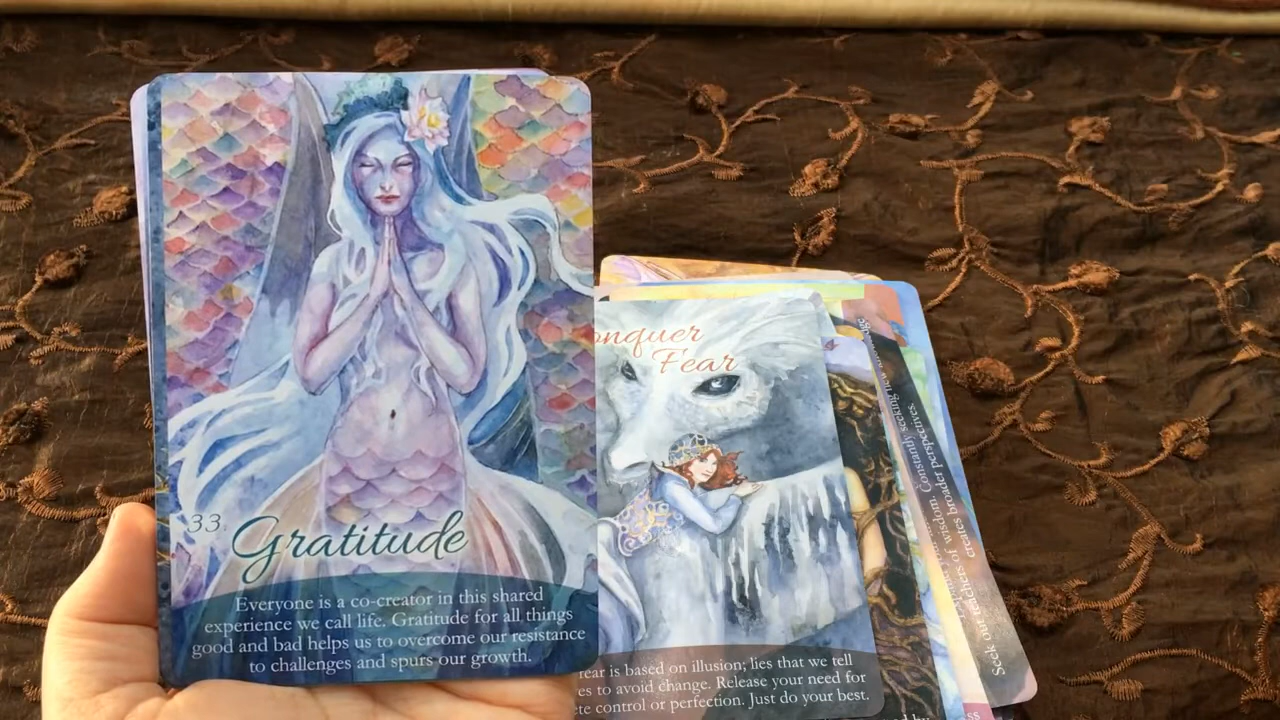 33.
Gratitude
Everyone is a co-creator in this shared
experience we call life. Gratitude for all things
good and bad helps us to overcome our resistance
to challenges and spurs our growth.
Fear
fear is based on illusion; lies that we tell
to avoid change. Release your need for
control or perfection. Just do your best.
of wisdom. Constantly seeking new
Seek out teachers of wisdom creates broader perspectives.